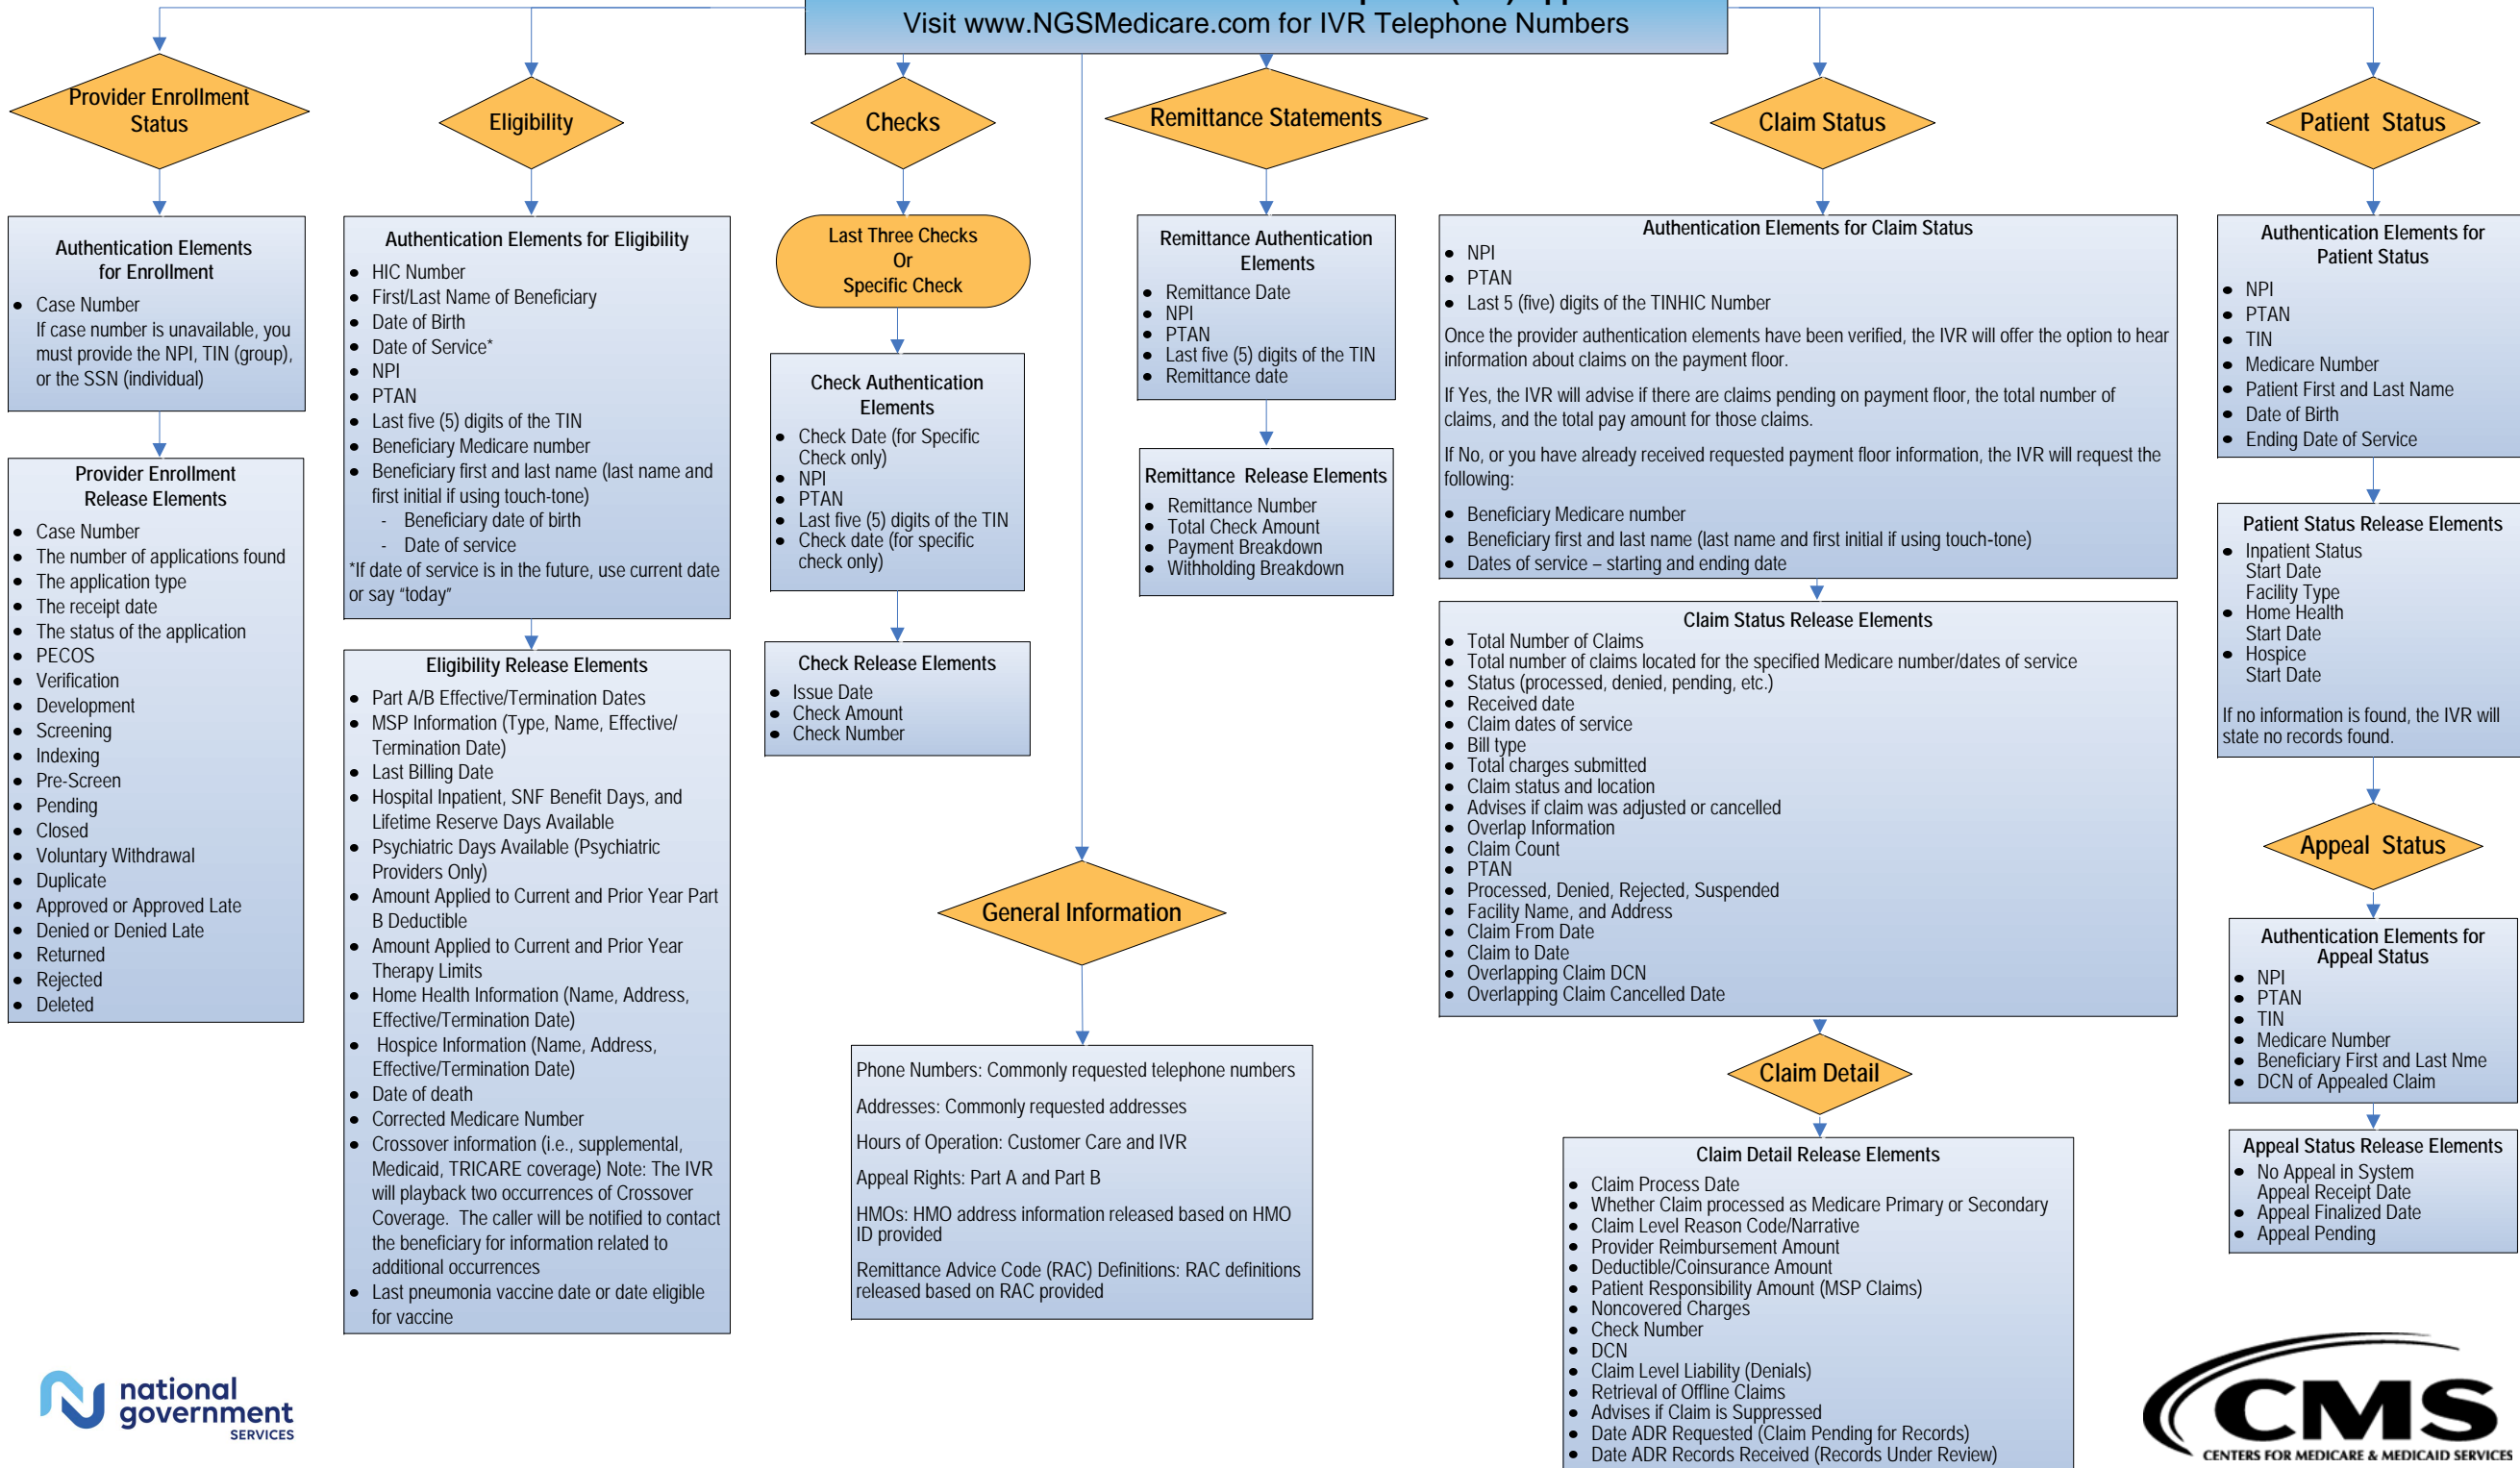 Visit www.NGSMedicare.com for IVR Telephone Numbers
Provider Enrollment
Status
Authentication Elements
for Enrollment
● Case Number
If case number is unavailable, you
must provide the NPI, TIN (group),
or the SSN (individual)
Provider Enrollment
Release Elements
● Case Number
● The number of applications found
● The application type
● The receipt date
● The status of the application
● PECOS
● Verification
● Development
● Screening
● Indexing
● Pre-Screen
● Pending
● Closed
● Voluntary Withdrawal
● Duplicate
● Approved or Approved Late
● Denied or Denied Late
● Returned
● Rejected
● Deleted
Eligibility
Authentication Elements for Eligibility
● HIC Number
● First/Last Name of Beneficiary
● Date of Birth
● Date of Service*
● NPI
● PTAN
● Last five (5) digits of the TIN
● Beneficiary Medicare number
● Beneficiary first and last name (last name and
first initial if using touch-tone)
- Beneficiary date of birth
- Date of service
*If date of service is in the future, use current date
or say “today”
Eligibility Release Elements
● Part A/B Effective/Termination Dates
● MSP Information (Type, Name, Effective/
Termination Date)
● Last Billing Date
● Hospital Inpatient, SNF Benefit Days, and
Lifetime Reserve Days Available
● Psychiatric Days Available (Psychiatric
Providers Only)
● Amount Applied to Current and Prior Year Part
B Deductible
● Amount Applied to Current and Prior Year
Therapy Limits
● Home Health Information (Name, Address,
Effective/Termination Date)
● Hospice Information (Name, Address,
Effective/Termination Date)
● Date of death
● Corrected Medicare Number
● Crossover information (i.e., supplemental,
Medicaid, TRICARE coverage) Note: The IVR
will playback two occurrences of Crossover
Coverage. The caller will be notified to contact
the beneficiary for information related to
additional occurrences
● Last pneumonia vaccine date or date eligible
for vaccine
Checks
Last Three Checks
Or
Specific Check
Check Authentication
Elements
● Check Date (for Specific
Check only)
● NPI
● PTAN
● Last five (5) digits of the TIN
● Check date (for specific
check only)
Check Release Elements
● Issue Date
● Check Amount
● Check Number
General Information
Phone Numbers: Commonly requested telephone numbers
Addresses: Commonly requested addresses
Hours of Operation: Customer Care and IVR
Appeal Rights: Part A and Part B
HMOs: HMO address information released based on HMO
ID provided
Remittance Advice Code (RAC) Definitions: RAC definitions
released based on RAC provided
Remittance Statements
Remittance Authentication
Elements
● Remittance Date
● NPI
● PTAN
● Last five (5) digits of the TIN
● Remittance date
Remittance Release Elements
● Remittance Number
● Total Check Amount
● Payment Breakdown
● Withholding Breakdown
Claim Status
Authentication Elements for Claim Status
● NPI
● PTAN
● Last 5 (five) digits of the TINHIC Number
Once the provider authentication elements have been verified, the IVR will offer the option to hear
information about claims on the payment floor.
If Yes, the IVR will advise if there are claims pending on payment floor, the total number of
claims, and the total pay amount for those claims.
If No, or you have already received requested payment floor information, the IVR will request the
following:
● Beneficiary Medicare number
● Beneficiary first and last name (last name and first initial if using touch-tone)
● Dates of service – starting and ending date
Claim Status Release Elements
● Total Number of Claims
● Total number of claims located for the specified Medicare number/dates of service
● Status (processed, denied, pending, etc.)
● Received date
● Claim dates of service
● Bill type
● Total charges submitted
● Claim status and location
● Advises if claim was adjusted or cancelled
● Overlap Information
● Claim Count
● PTAN
● Processed, Denied, Rejected, Suspended
● Facility Name, and Address
● Claim From Date
● Claim to Date
● Overlapping Claim DCN
● Overlapping Claim Cancelled Date
Claim Detail
Claim Detail Release Elements
● Claim Process Date
● Whether Claim processed as Medicare Primary or Secondary
● Claim Level Reason Code/Narrative
● Provider Reimbursement Amount
● Deductible/Coinsurance Amount
● Patient Responsibility Amount (MSP Claims)
● Noncovered Charges
● Check Number
● DCN
● Claim Level Liability (Denials)
● Retrieval of Offline Claims
● Advises if Claim is Suppressed
● Date ADR Requested (Claim Pending for Records)
● Date ADR Records Received (Records Under Review)
Patient Status
Authentication Elements for
Patient Status
● NPI
● PTAN
● TIN
● Medicare Number
● Patient First and Last Name
● Date of Birth
● Ending Date of Service
Patient Status Release Elements
● Inpatient Status
Start Date
Facility Type
● Home Health
Start Date
● Hospice
Start Date
If no information is found, the IVR will
state no records found.
Appeal Status
Authentication Elements for
Appeal Status
● NPI
● PTAN
● TIN
● Medicare Number
● Beneficiary First and Last Nme
● DCN of Appealed Claim
Appeal Status Release Elements
● No Appeal in System
Appeal Receipt Date
● Appeal Finalized Date
● Appeal Pending
national
government
SERVICES
CMS
CENTERS FOR MEDICARE & MEDICAID SERVICES